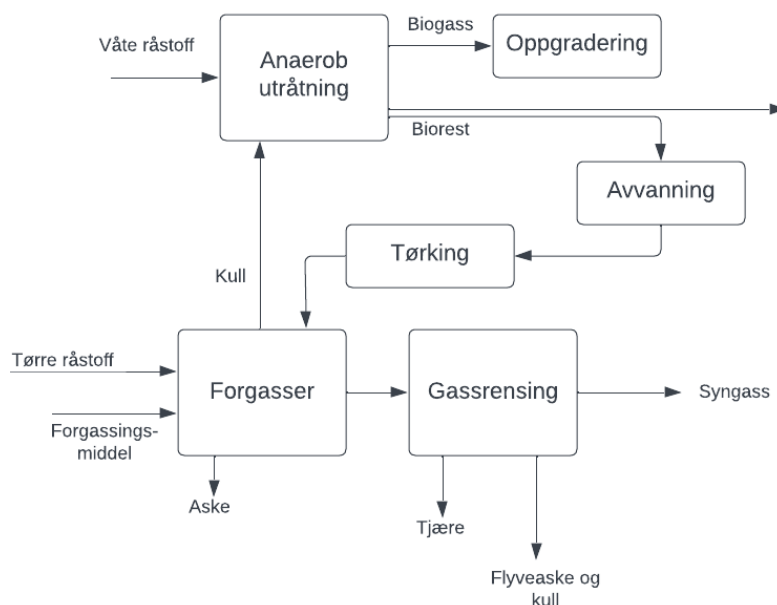 Biogass
Våte råstoff
Anaerob
utråtning
Oppgradering
Biorest
Avvanning
Tørking
Kull
Tørre råstoff
Forgasser
Gassrensing
Syngass
Forgassings-
middel
Aske
Tjære
Flyveaske og
kull